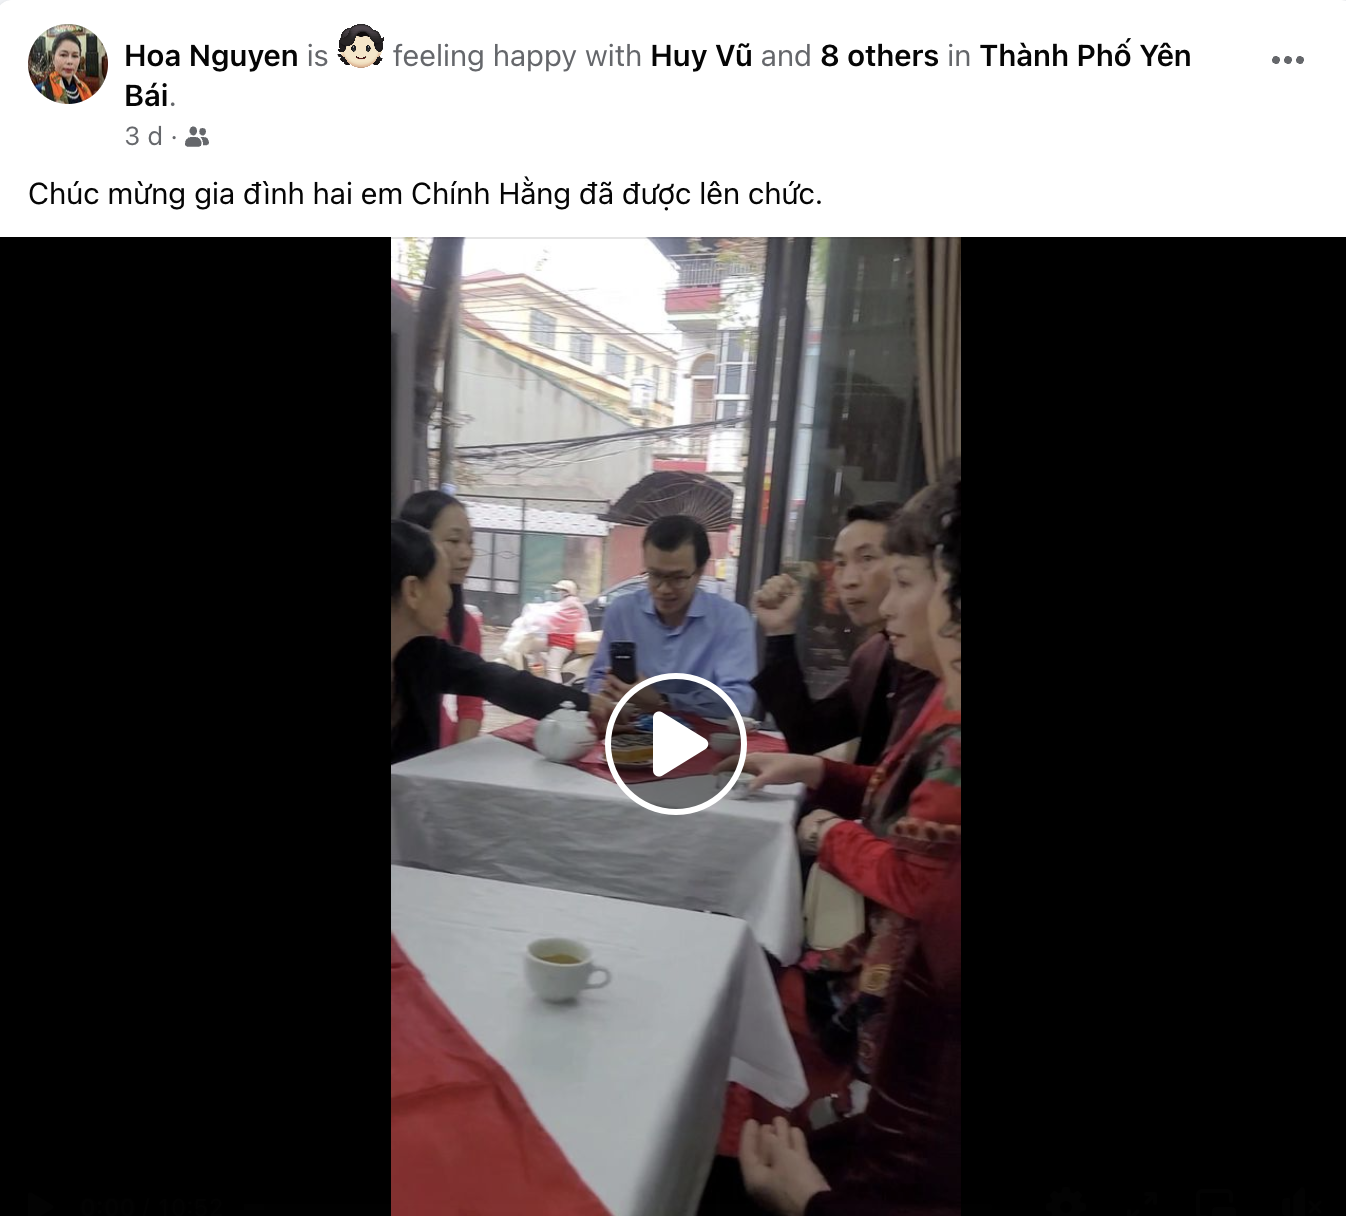 Hoa Nguyen is feeling happy with Huy Vũ and 8 others in Thành Phố Yên
Bái.
3 d ·
Chúc mừng gia đình hai em Chính Hằng đã được lên chức.